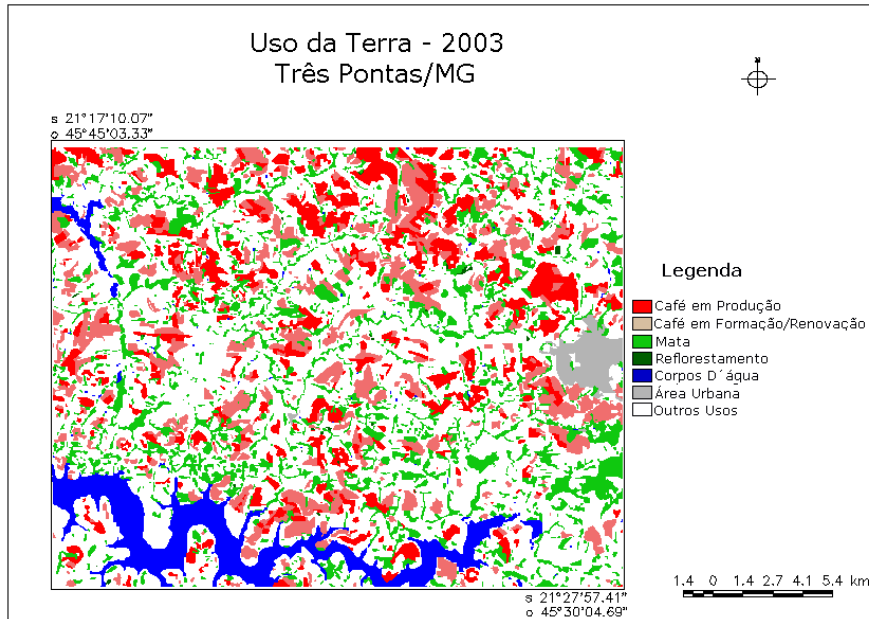 Uso da Terra - 2003
Três Pontas/MG
N
s 21°17'10.07"
o 45°45'03.33"
Legenda
Café em Produção
Café em Formação/Renovação
Mata
Reflorestamento
Corpos D´água
Área Urbana
Outros Usos
1.4 0 1.4 2.7 4.1 5.4 km
s 21°27'57.41"
o 45°30'04.69"